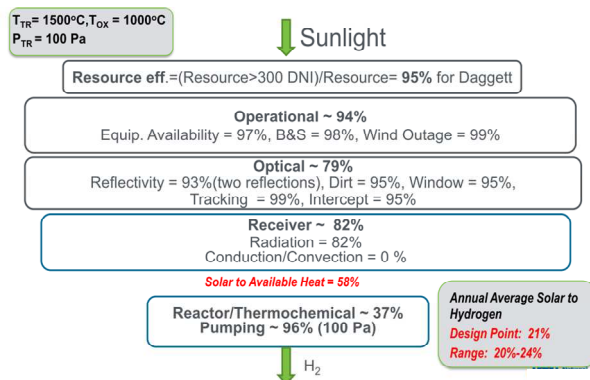 T_TR= 1500°C,T_OX = 1000°C
P_TR = 100 Pa
Sunlight
Resource eff.=(Resource>300 DNI)/Resource= 95% for Daggett
Operational ~ 94%
Equip. Availability = 97%, B&S = 98%, Wind Outage = 99%
Optical ~ 79%
Reflectivity = 93%(two reflections), Dirt = 95%, Window = 95%,
Tracking = 99%, Intercept = 95%
Receiver ~ 82%
Radiation = 82%
Conduction/Convection = 0 %
Solar to Available Heat = 58%
Reactor/Thermochemical ~ 37%
Pumping ~ 96% (100 Pa)
Annual Average Solar to
Hydrogen
Design Point: 21%
Range: 20%-24%
H₂